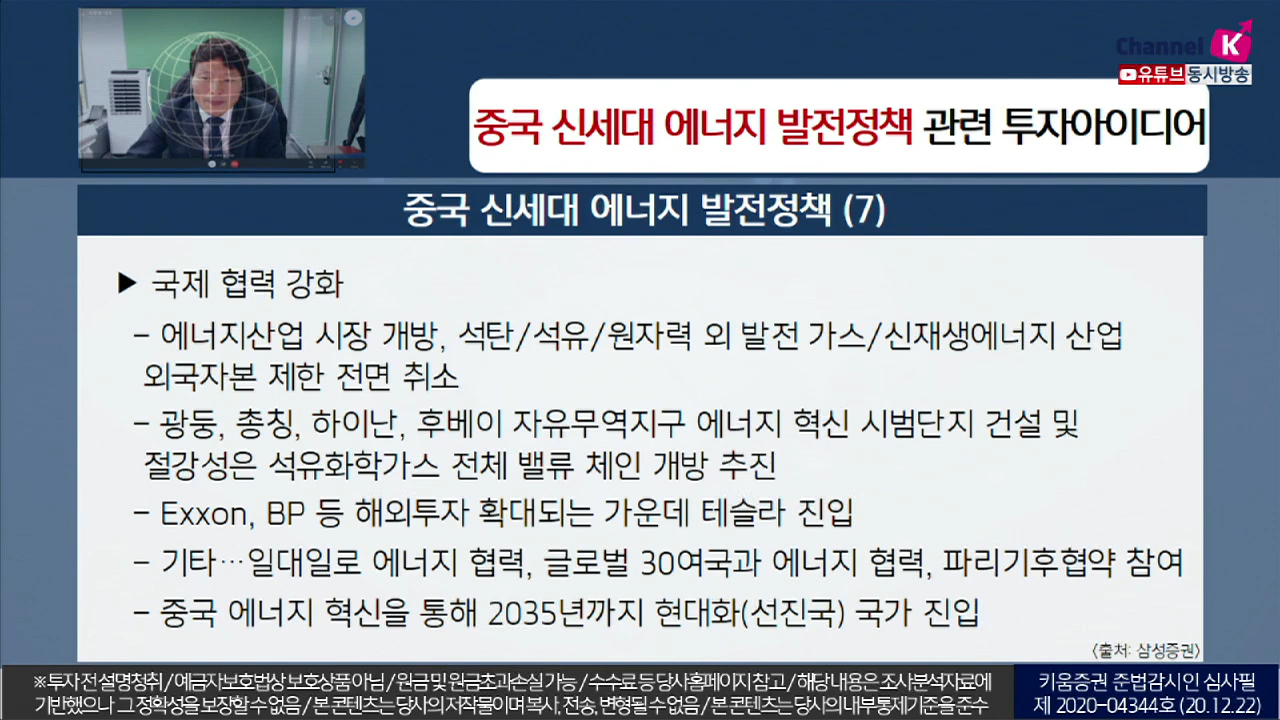 Channel K
유튜브 동시방송
중국 신세대 에너지 발전정책 관련 투자아이디어
중국 신세대 에너지 발전정책 (7)
▶ 국제 협력 강화
– 에너지산업 시장 개방, 석탄/석유/원자력 외 발전 가스/신재생에너지 산업
외국자본 제한 전면 취소
– 광둥, 총칭, 하이난, 후베이 자유무역지구 에너지 혁신 시범단지 건설 및
절강성은 석유화학가스 전체 밸류 체인 개방 추진
– Exxon, BP 등 해외투자 확대되는 가운데 테슬라 진입
– 기타…일대일로 에너지 협력, 글로벌 30여국과 에너지 협력, 파리기후협약 참여
– 중국 에너지 혁신을 통해 2035년까지 현대화(선진국) 국가 진입
〈출처: 삼성증권〉
※ 투자 전 설명청취 / 예금자보호법상 보호상품 아님 / 원금 및 원금초과손실 가능 / 수수료 등 당사홈페이지 참고 / 해당 내용은 조사분석자료에
기반했으나 그 정확성을 보장할 수 없음 / 본 콘텐츠는 당사의 저작물이며 복사, 전송, 변형될 수 없음 / 본 콘텐츠는 당사의 내부통제기준을 준수
키움증권 준법감시인 심사필
제 2020-04344호 (20.12.22)